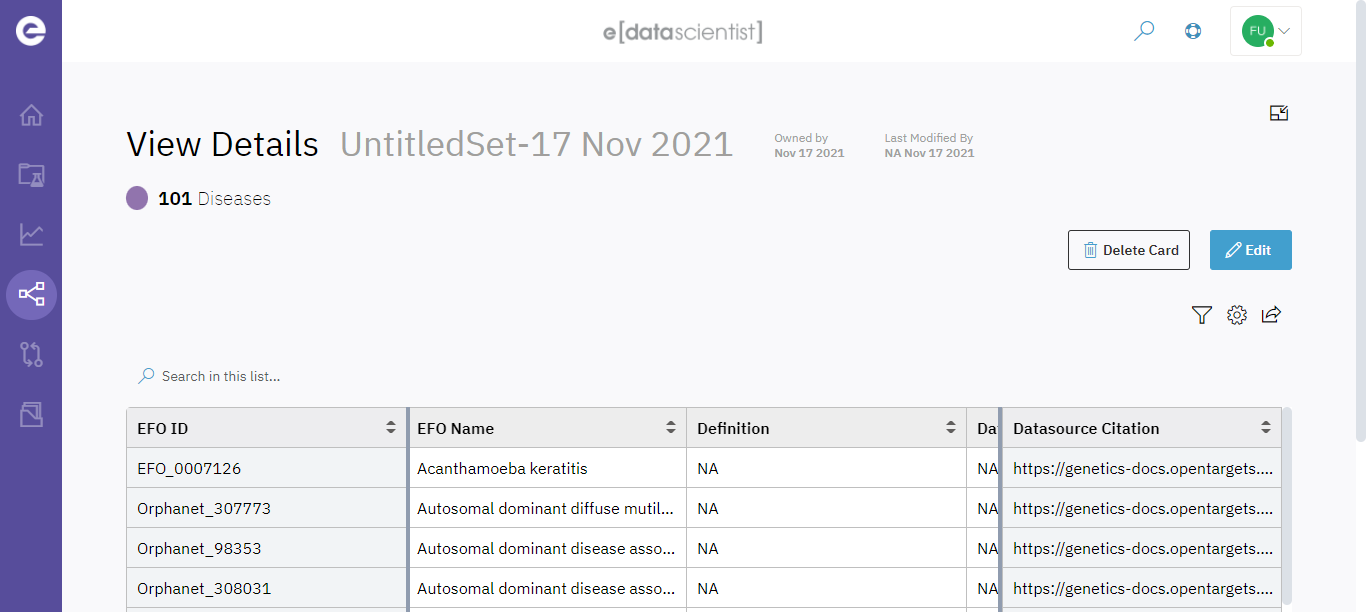 e[datascientist]
FU
View Details UntitledSet-17 Nov 2021
Owned by
Nov 17 2021
Last Modified By
NA Nov 17 2021
101 Diseases
Delete Card
Edit
Search in this list...
EFO ID EFO Name Definition Da Datasource Citation
EFO_0007126 Acanthamoeba keratitis NA NA https://genetics-docs.opentargets....
Orphanet_307773 Autosomal dominant diffuse mutil... NA NA https://genetics-docs.opentargets....
Orphanet_98353 Autosomal dominant disease asso... NA NA https://genetics-docs.opentargets....
Orphanet_308031 Autosomal dominant disease asso... NA NA https://genetics-docs.opentargets....